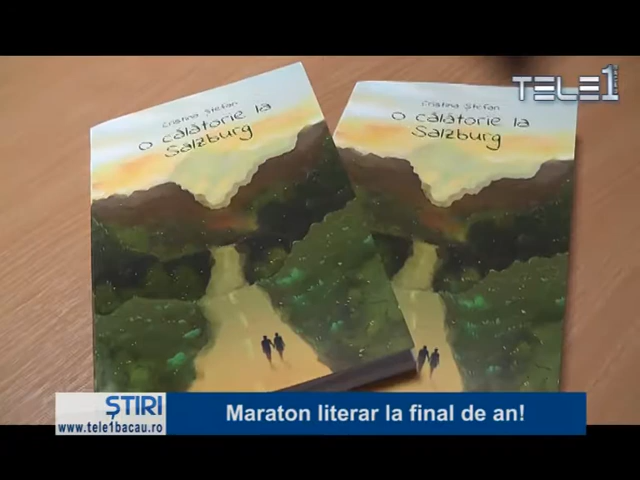 TELE1
Cristina Ștefan
O călătorie la
Salzburg
Cristina Ștefan
O călătorie la
Salzburg
ȘTIRI
www.tele1bacau.ro
Maraton literar la final de an!